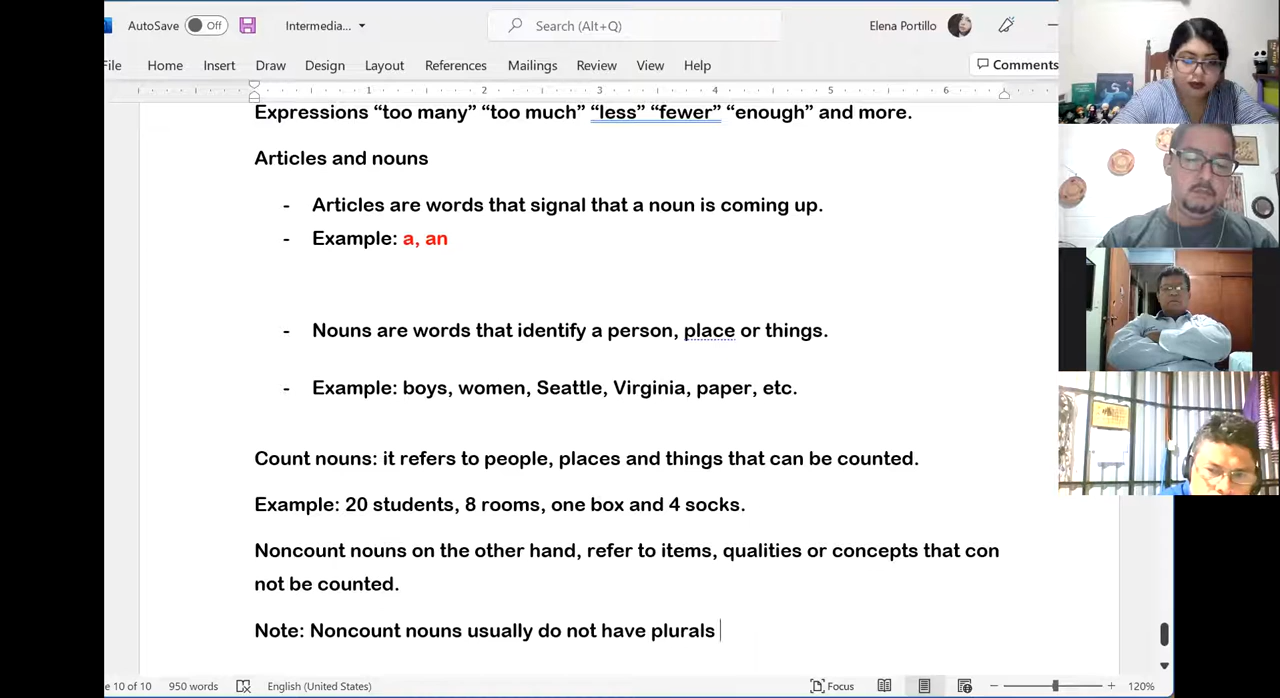 AutoSave Off Intermedia... Search (Alt+Q) Elena Portillo
File Home Insert Draw Design Layout References Mailings Review View Help Comments
1 2 3 4 5 6
Expressions “too many” “too much” “less” “fewer” “enough” and more.
Articles and nouns
- Articles are words that signal that a noun is coming up.
- Example: a, an
- Nouns are words that identify a person, place or things.
- Example: boys, women, Seattle, Virginia, paper, etc.
Count nouns: it refers to people, places and things that can be counted.
Example: 20 students, 8 rooms, one box and 4 socks.
Noncount nouns on the other hand, refer to items, qualities or concepts that con
not be counted.
Note: Noncount nouns usually do not have plurals
e 10 of 10 950 words English (United States) Focus 120%